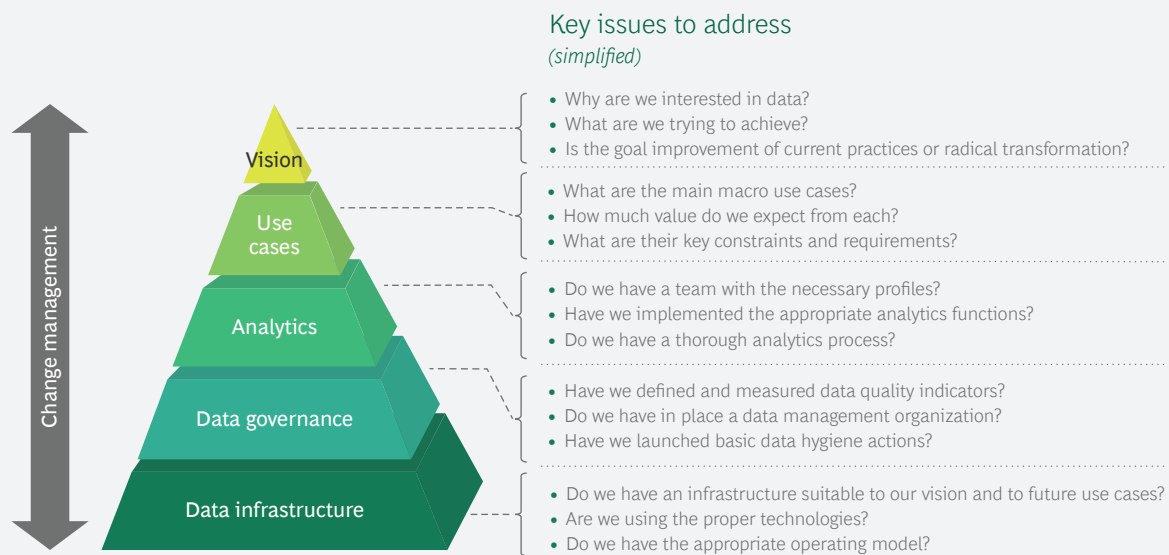 Key issues to address
(simplified)
Change management
Vision
• Why are we interested in data?
• What are we trying to achieve?
• Is the goal improvement of current practices or radical transformation?
Use
cases
• What are the main macro use cases?
• How much value do we expect from each?
• What are their key constraints and requirements?
Analytics
• Do we have a team with the necessary profiles?
• Have we implemented the appropriate analytics functions?
• Do we have a thorough analytics process?
Data governance
• Have we defined and measured data quality indicators?
• Do we have in place a data management organization?
• Have we launched basic data hygiene actions?
Data infrastructure
• Do we have an infrastructure suitable to our vision and to future use cases?
• Are we using the proper technologies?
• Do we have the appropriate operating model?